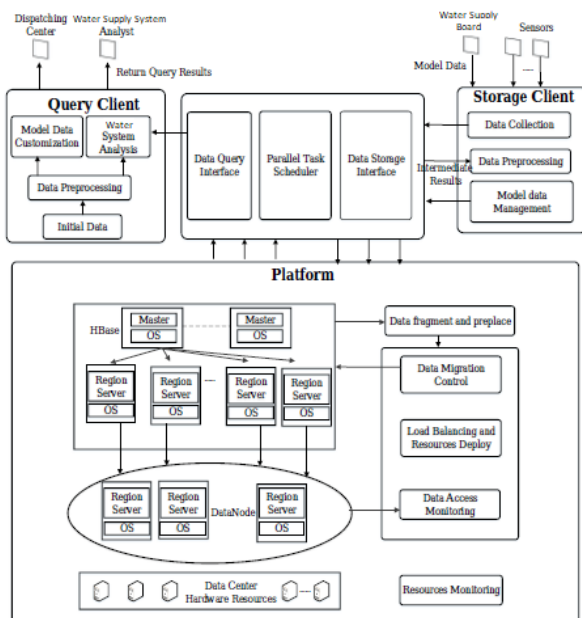 Dispatching
Center
Water Supply System
Analyst
Return Query Results
Water Supply
Board
Sensors
Model Data
Query Client
Model Data
Customization
Water
System
Analysis
Data Preprocessing
Initial Data
Data Query
Interface
Parallel Task
Scheduler
Data Storage
Interface
Intermediate
Results
Storage Client
Data Collection
Data Preprocessing
Model data
Management
Platform
HBase
Master
OS
Master
OS
Region
Server
OS
Region
Server
OS
Region
Server
OS
Region
Server
OS
Data fragment and preplace
Data Migration
Control
Load Balancing and
Resources Deploy
Data Access
Monitoring
Region
Server
OS
Region
Server
OS
DataNode
Region
Server
OS
Data Center
Hardware Resources
Resources Monitoring